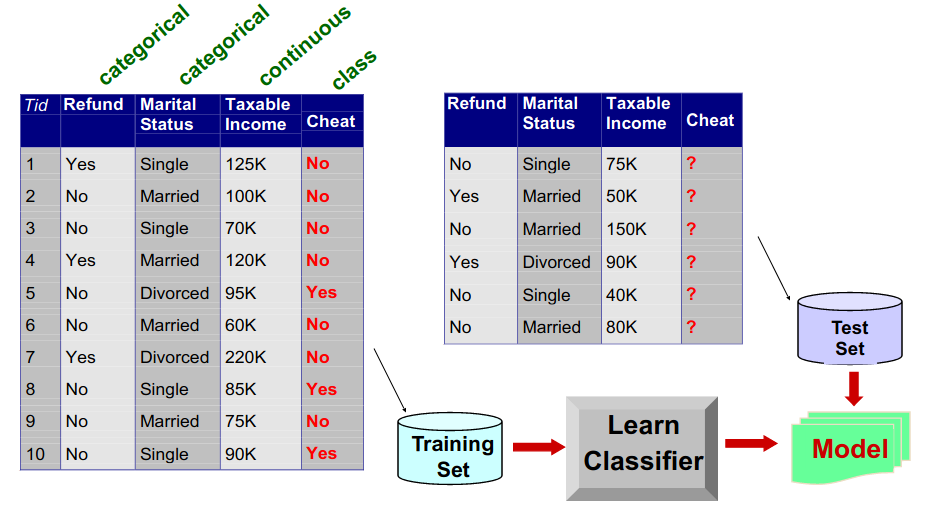 categorical
categorical
continuous
class
Tid Refund Marital Status Taxable Income Cheat
1 Yes Single 125K No
2 No Married 100K No
3 No Single 70K No
4 Yes Married 120K No
5 No Divorced 95K Yes
6 No Married 60K No
7 Yes Divorced 220K No
8 No Single 85K Yes
9 No Married 75K No
10 No Single 90K Yes
Refund Marital Status Taxable Income Cheat
No Single 75K ?
Yes Married 50K ?
No Married 150K ?
Yes Divorced 90K ?
No Single 40K ?
No Married 80K ?
Test
Set
Training
Set
Learn
Classifier
Model